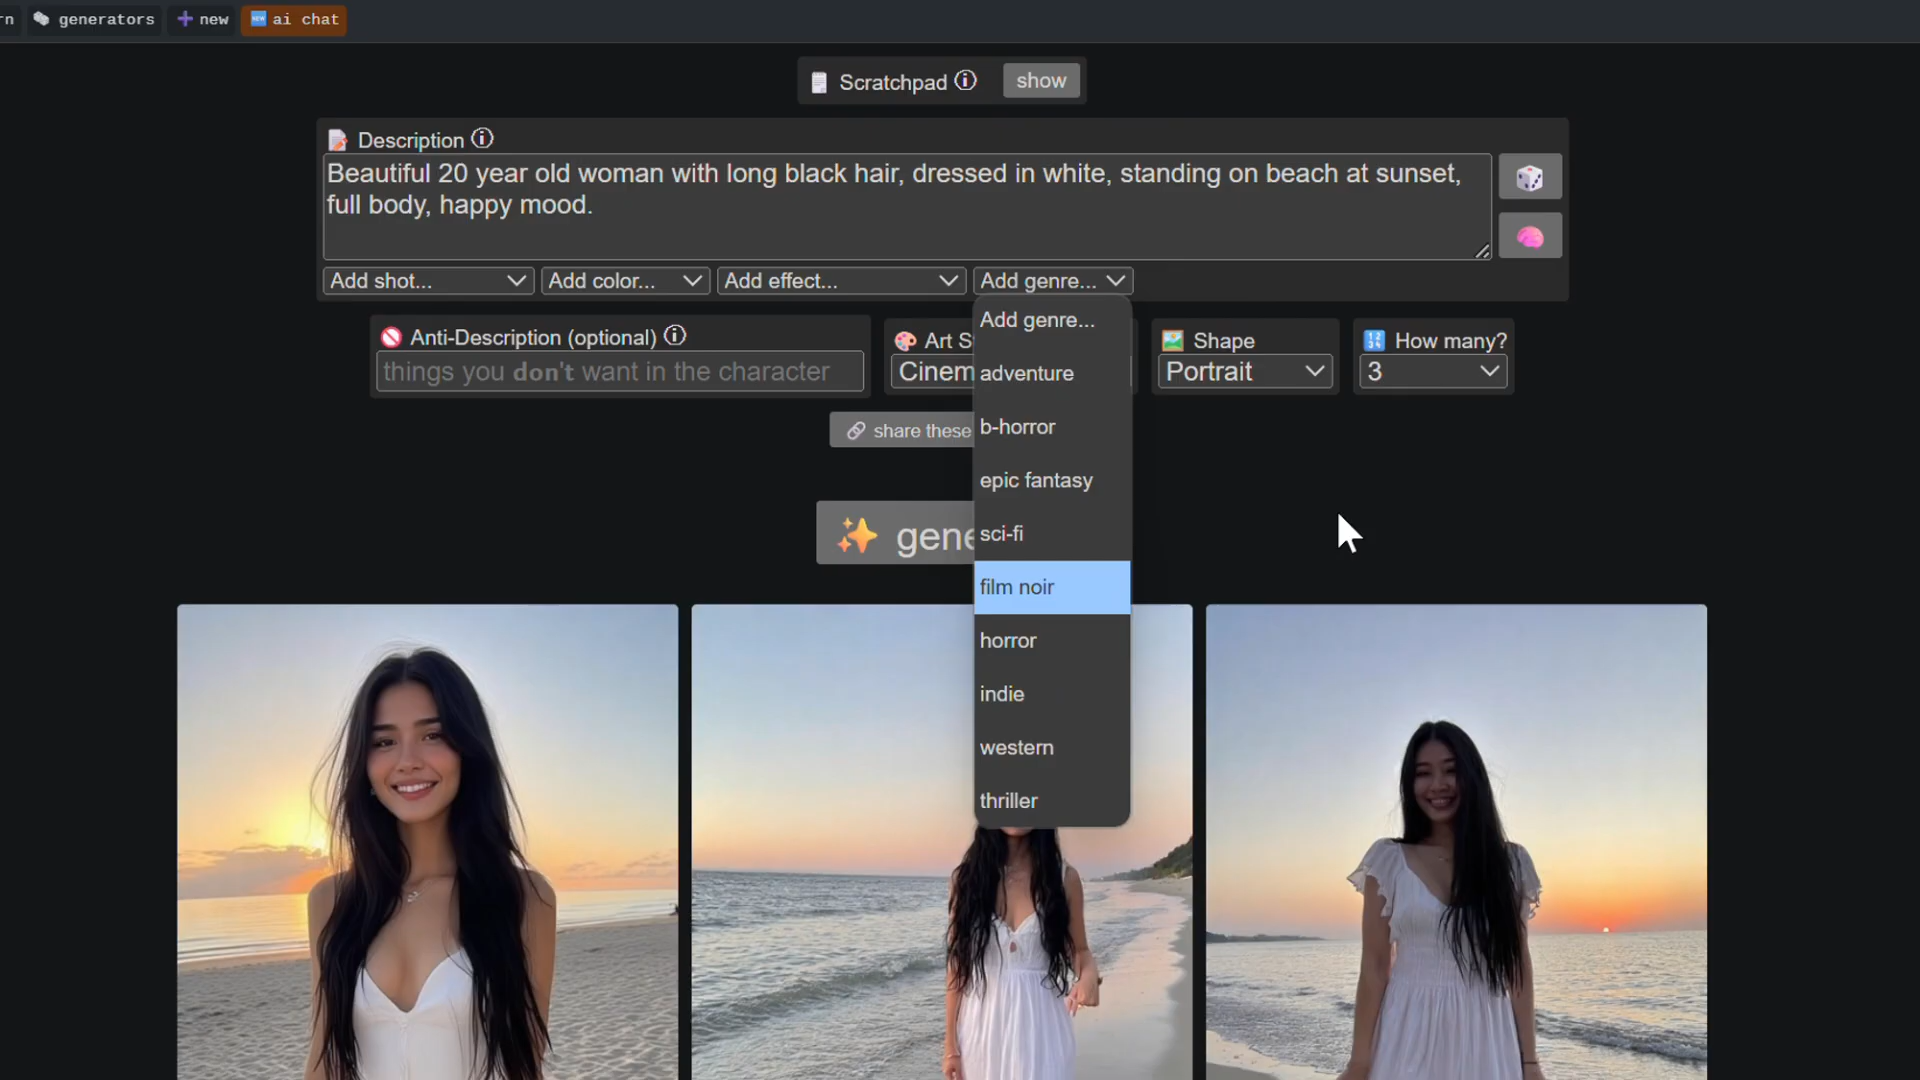 rn generators new ai chat
Scratchpad show
Description
Beautiful 20 year old woman with long black hair, dressed in white, standing on beach at sunset,
full body, happy mood.
Add shot... Add color... Add effect... Add genre...
Add genre...
adventure
b-horror
epic fantasy
sci-fi
film noir
horror
indie
western
thriller
Anti-Description (optional)
things you don't want in the character
Art S
Cinem
Shape
Portrait
How many?
3
share these
gene